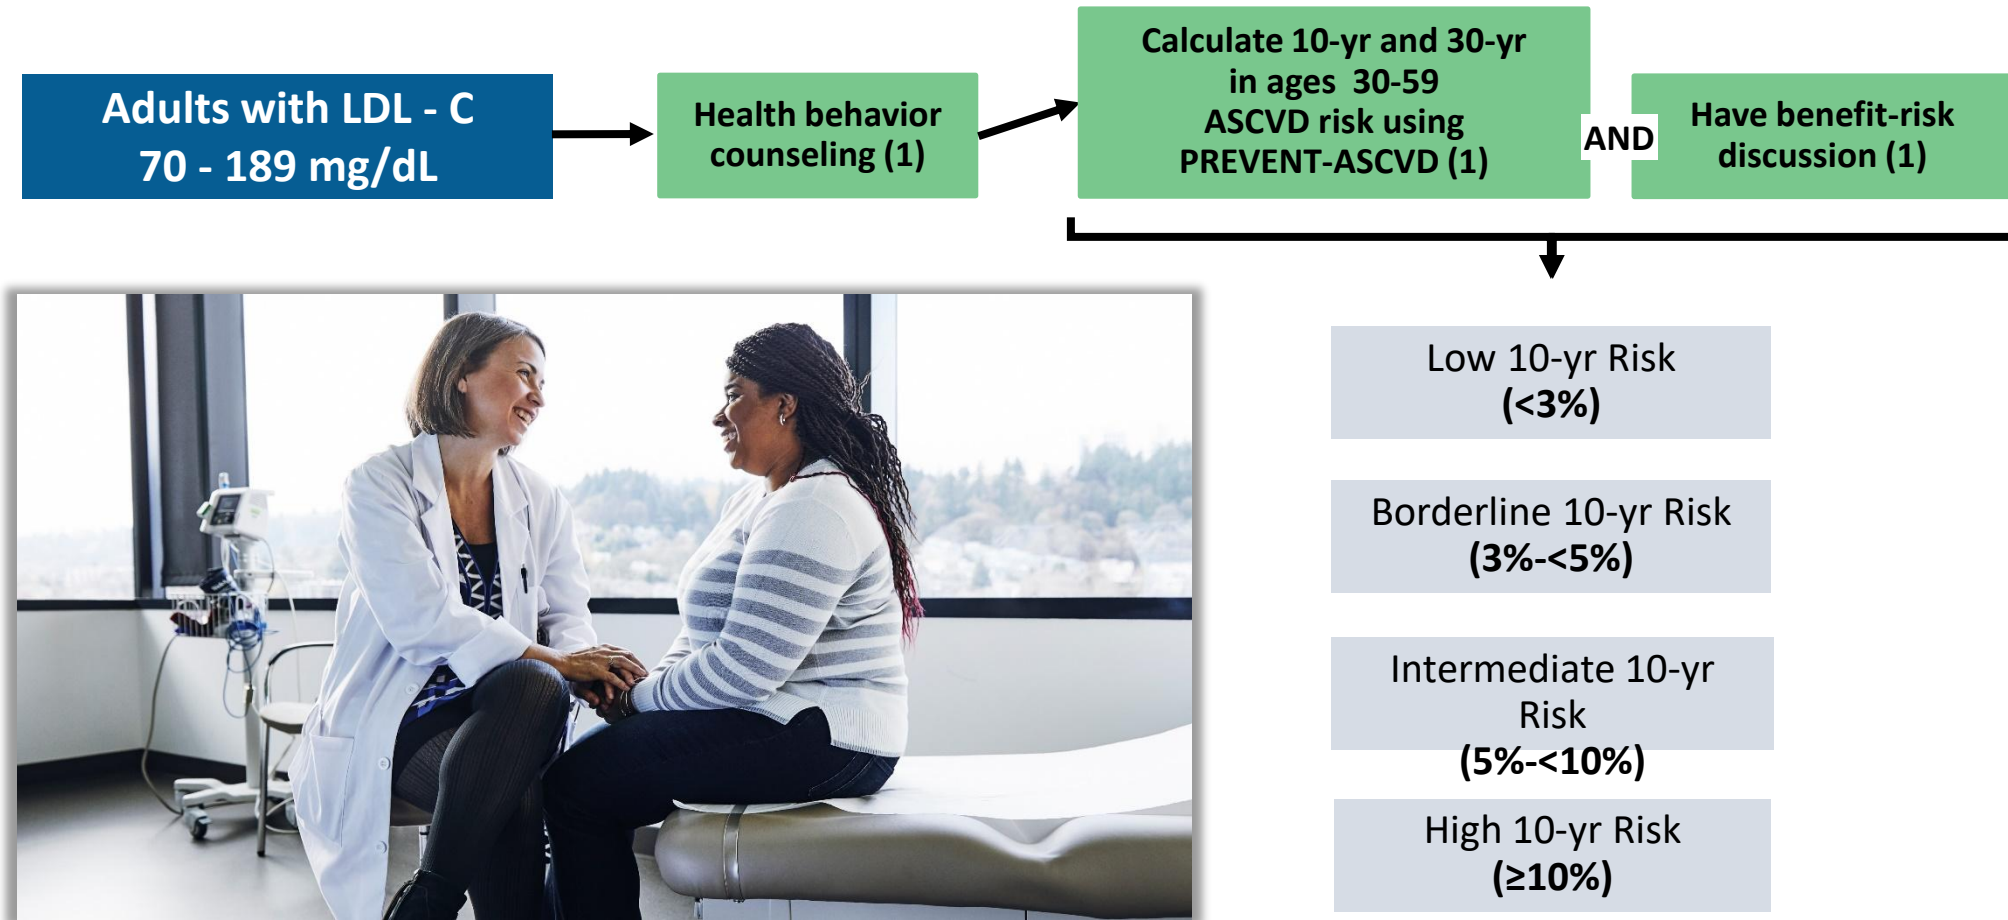 Adults with LDL - C
70 - 189 mg/dL
Health behavior
counseling (1)
Calculate 10-yr and 30-yr
in ages 30-59
ASCVD risk using
PREVENT-ASCVD (1)
AND
Have benefit-risk
discussion (1)
Low 10-yr Risk
(<3%)
Borderline 10-yr Risk
(3%-<5%)
Intermediate 10-yr
Risk
(5%-<10%)
High 10-yr Risk
(≥10%)